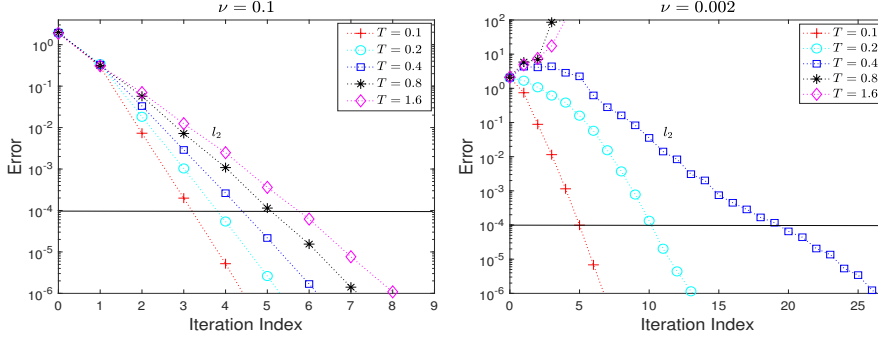 ν = 0.1
10^0
10^-1
10^-2
10^-3
10^-4
10^-5
10^-6
Error
0 1 2 3 4 5 6 7 8 9
Iteration Index
l_2
T = 0.1
T = 0.2
T = 0.4
T = 0.8
T = 1.6
ν = 0.002
10^2
10^1
10^0
10^-1
10^-2
10^-3
10^-4
10^-5
10^-6
Error
0 5 10 15 20 25
Iteration Index
l_2
T = 0.1
T = 0.2
T = 0.4
T = 0.8
T = 1.6